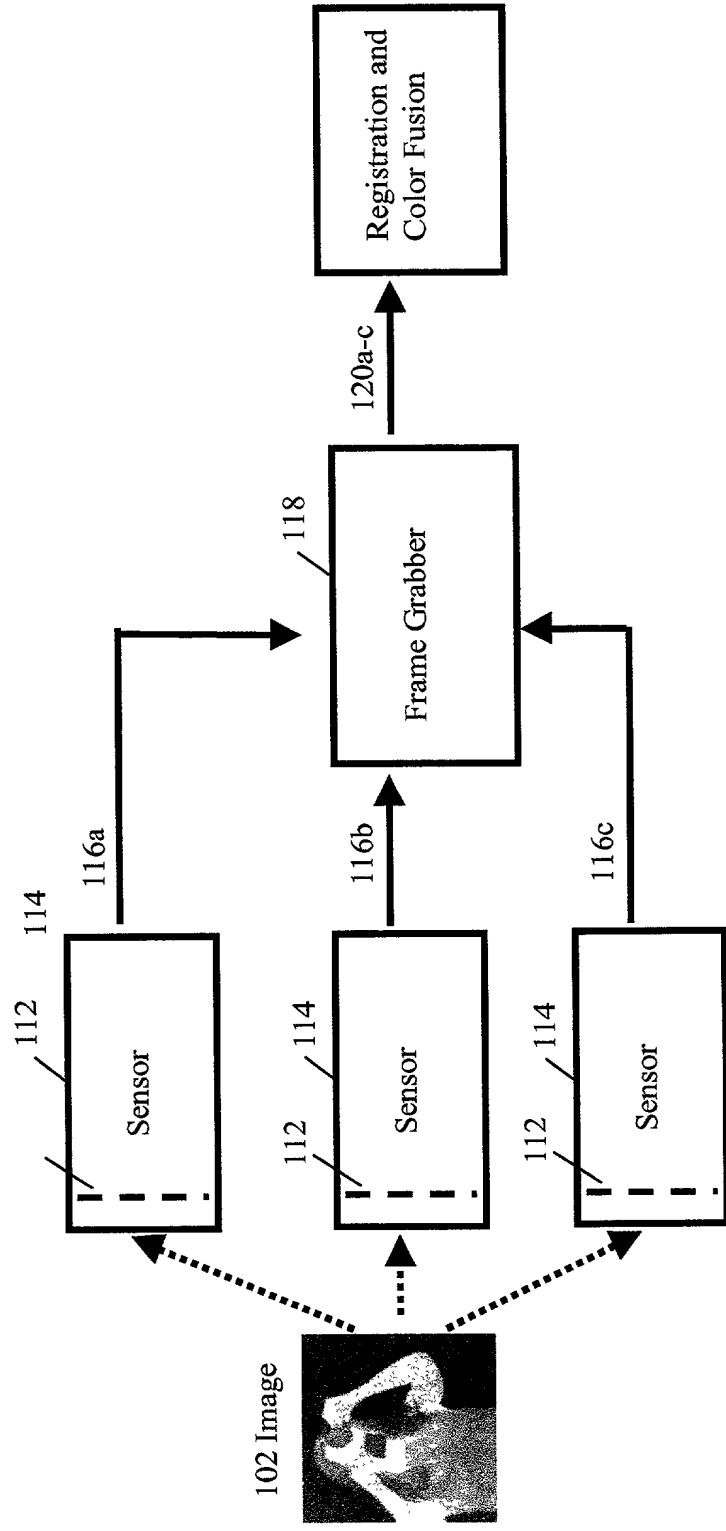 102 Image
112
114
Sensor
116a
112
114
Sensor
116b
112
114
Sensor
116c
118
Frame Grabber
120a-c
Registration and
Color Fusion